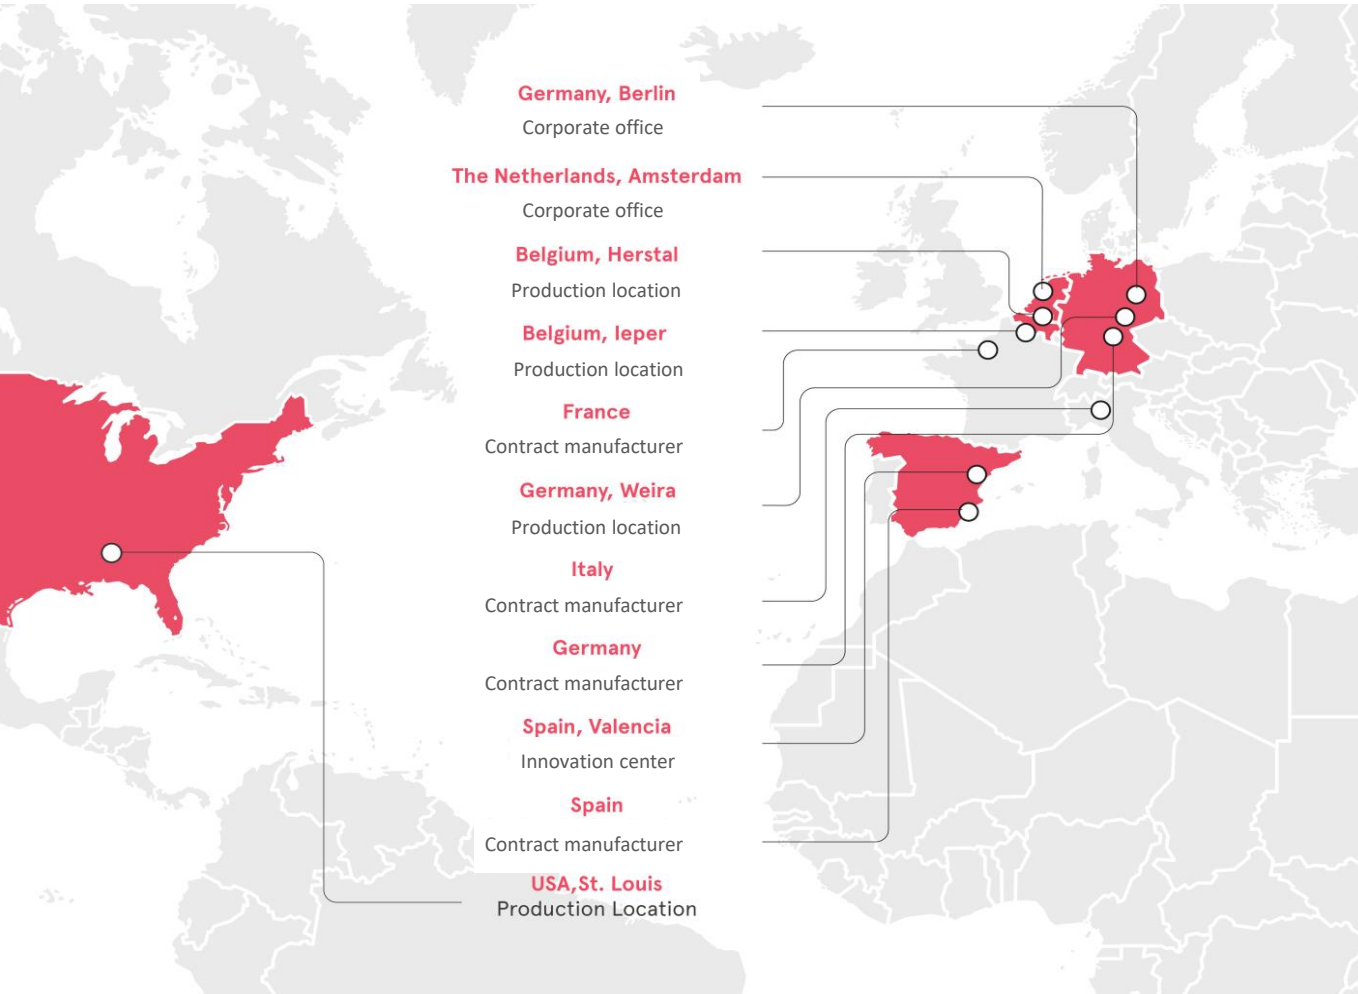 Germany, Berlin
Corporate office
The Netherlands, Amsterdam
Corporate office
Belgium, Herstal
Production location
Belgium, Ieper
Production location
France
Contract manufacturer
Germany, Weira
Production location
Italy
Contract manufacturer
Germany
Contract manufacturer
Spain, Valencia
Innovation center
Spain
Contract manufacturer
USA,St. Louis
Production Location